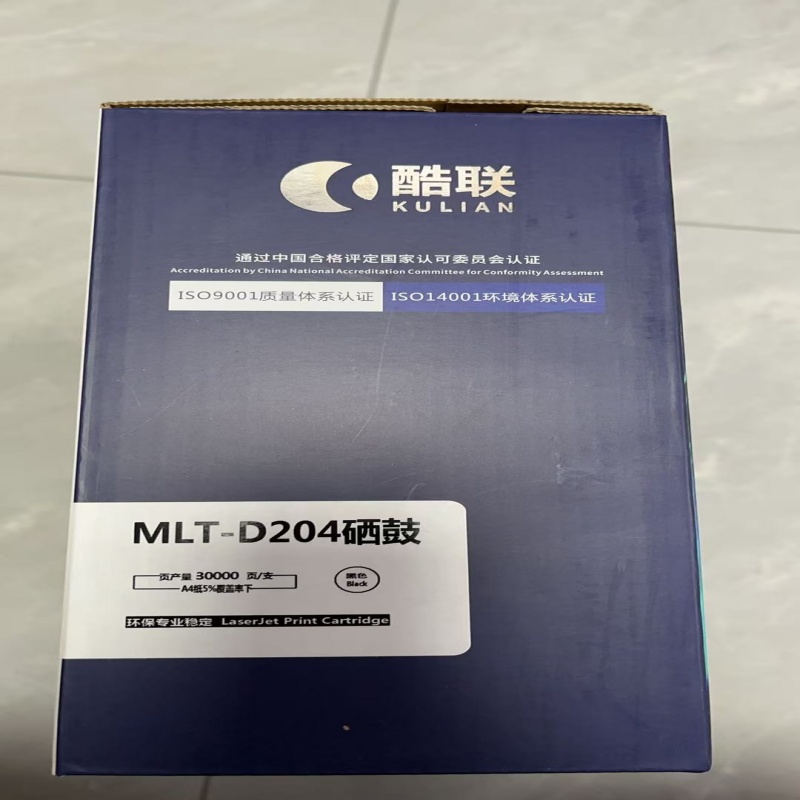 酷联
KULIAN
通过中国合格评定国家认可委员会认证
Accreditation by China National Accreditation Committee for Conformity Assessment
ISO9001质量体系认证 ISO14001环境体系认证
MLT-D204硒鼓
页产量 30000 页/支
A4纸5%覆盖率下
黑色
Black
环保专业稳定 LaserJet Print Cartridge